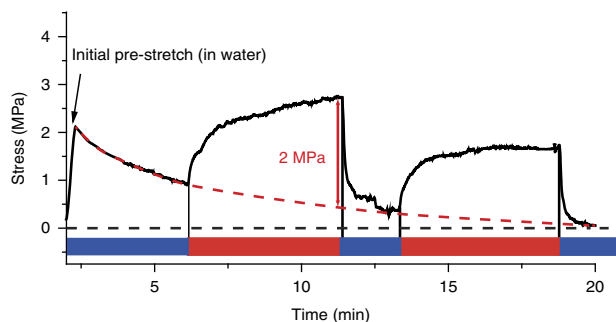 4
Initial pre-stretch (in water)
3
2
2 MPa
1
0
Stress (MPa)
5
10
15
20
Time (min)